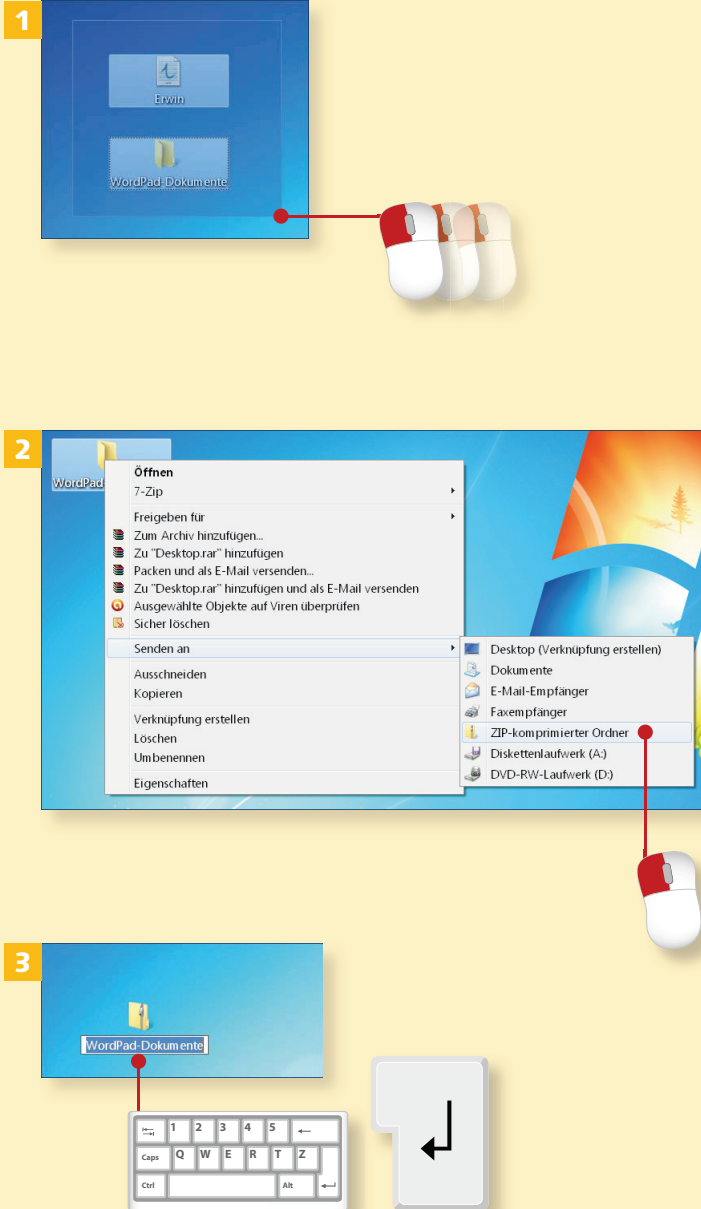 1
Erwin
WordPad-Dokumente
2
WordPad
Öffnen
7-Zip
Freigeben für
Zum Archiv hinzufügen...
Zu "Desktop.rar" hinzufügen
Packen und als E-Mail versenden...
Zu "Desktop.rar" hinzufügen und als E-Mail versenden
Ausgewählte Objekte auf Viren überprüfen
Sicher löschen
Senden an
Ausschneiden
Kopieren
Verknüpfung erstellen
Löschen
Umbenennen
Eigenschaften
Desktop (Verknüpfung erstellen)
Dokumente
E-Mail-Empfänger
Faxempfänger
ZIP-komprimierter Ordner
Diskettenlaufwerk (A:)
DVD-RW-Laufwerk (D:)
3
WordPad-Dokumente
1 2 3 4 5
Caps Q W E R T Z
Ctrl Alt